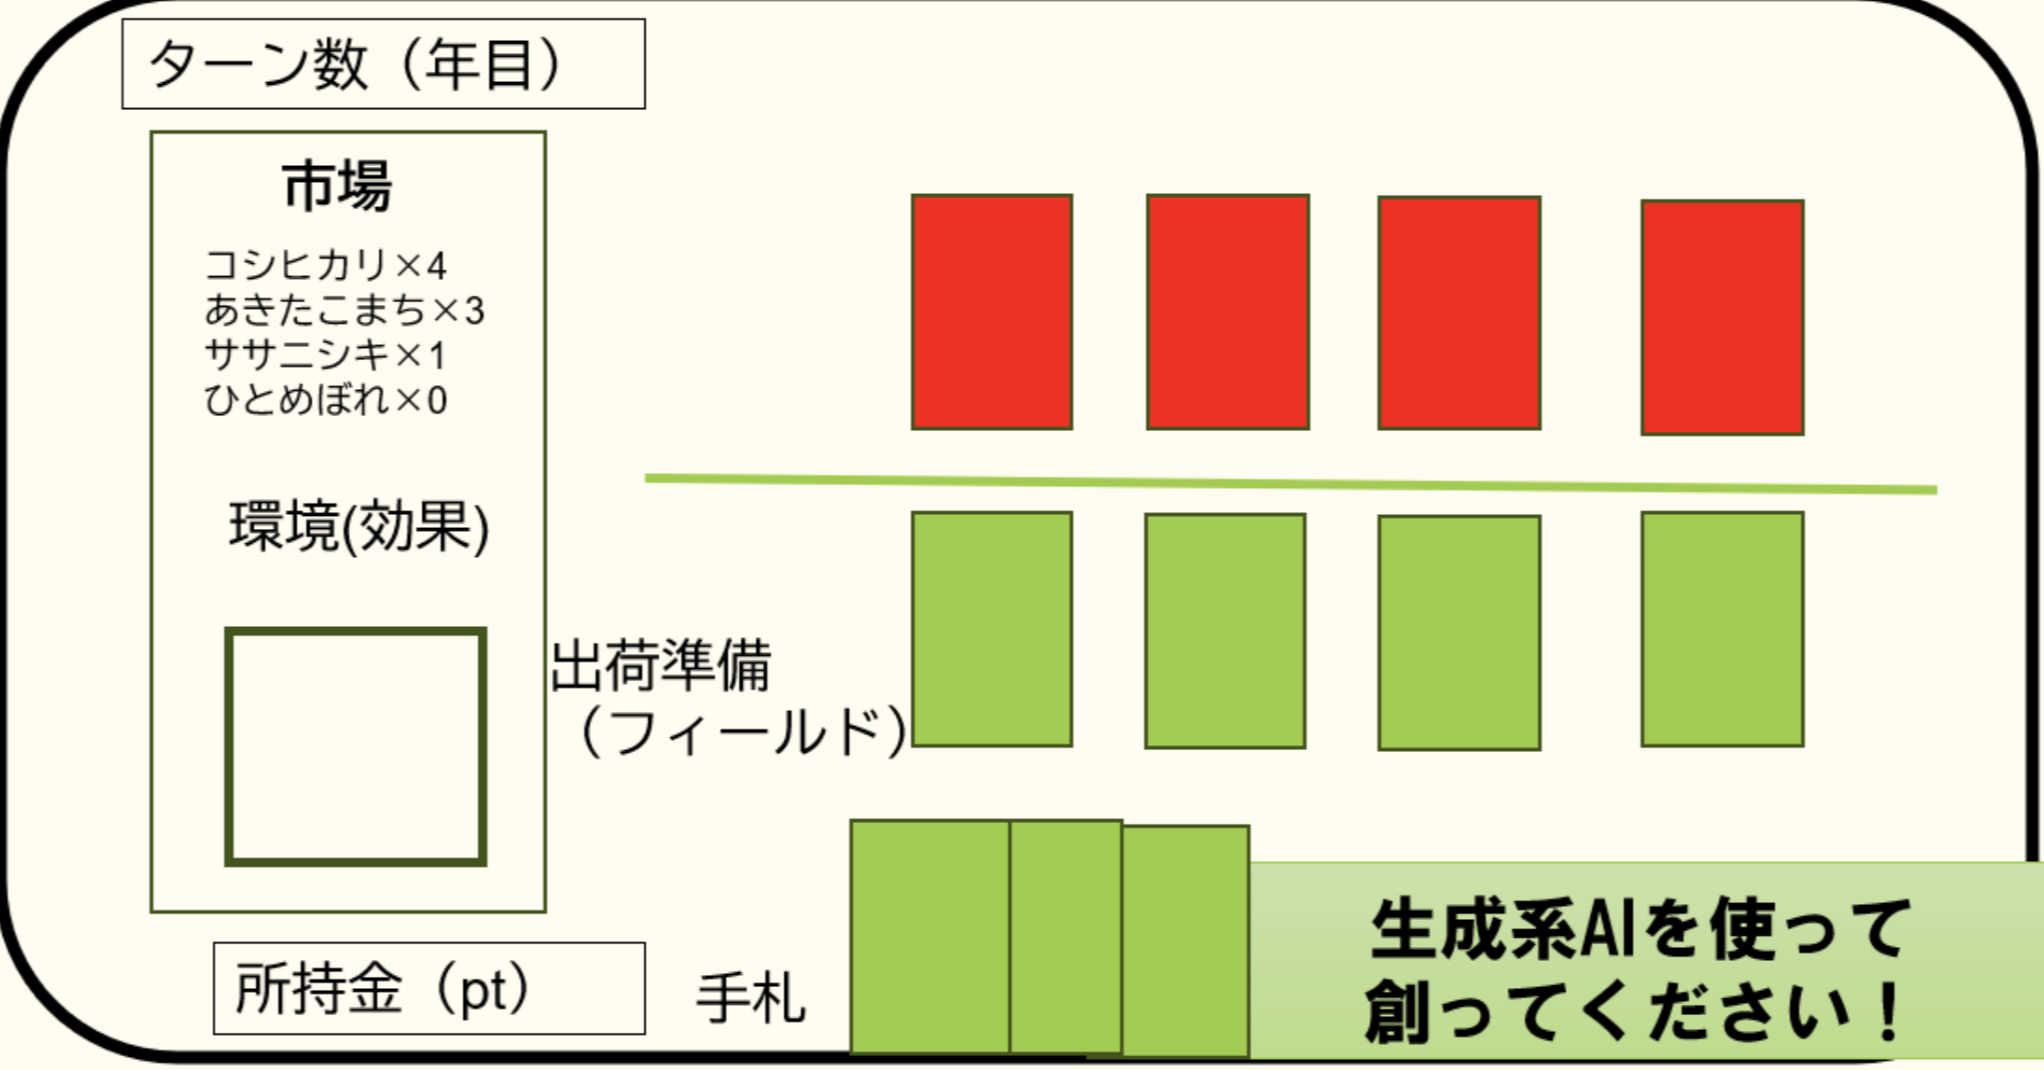 ターン数（年目）
市場
コシヒカリ×4
あきたこまち×3
ササニシキ×1
ひとめぼれ×0
環境(効果)
出荷準備
（フィールド）
所持金（pt）
手札
生成系AIを使って
創ってください！